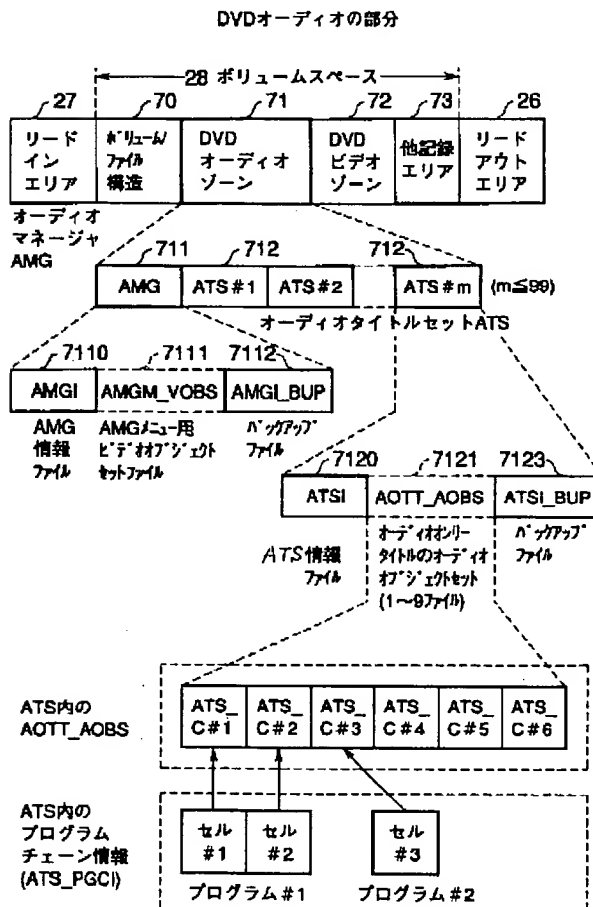 DVDオーディオの部分
28 ボリュームスペース
27
70
71
72
73
26
リード
イン
エリア
ボリューム/
ファイル
構造
DVD
オーディオ
ゾーン
DVD
ビデオ
ゾーン
他記録
エリア
リード
アウト
エリア
オーディオ
マネージャ
AMG
711
712
712
AMG
ATS#1
ATS#2
ATS#m
(m≦99)
オーディオタイトルセットATS
7110
7111
7112
AMGI
AMGM_VOBS
AMGI_BUP
AMG
情報
ファイル
AMGメニュー用
ビデオオブジェクト
セットファイル
バックアップ
ファイル
7120
7121
7123
ATSI
AOTT_AOBS
ATSI_BUP
ATS情報
ファイル
オーディオオンリー
タイトルのオーディオ
オブジェクトセット
(1〜9ファイル)
バックアップ
ファイル
ATS内の
AOTT_AOBS
ATS_
C#1
ATS_
C#2
ATS_
C#3
ATS_
C#4
ATS_
C#5
ATS_
C#6
ATS内の
プログラム
チェーン情報
(ATS_PGCI)
セル
#1
セル
#2
セル
#3
プログラム#1
プログラム#2